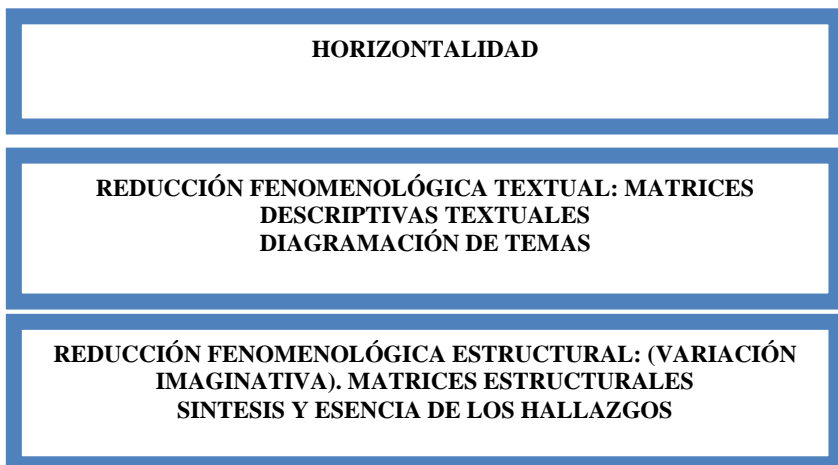 HORIZONTALIDAD
REDUCCIÓN FENOMENOLÓGICA TEXTUAL: MATRICES
DESCRIPTIVAS TEXTUALES
DIAGRAMACIÓN DE TEMAS
REDUCCIÓN FENOMENOLÓGICA ESTRUCTURAL: (VARIACIÓN
IMAGINATIVA). MATRICES ESTRUCTURALES
SINTESIS Y ESENCIA DE LOS HALLAZGOS